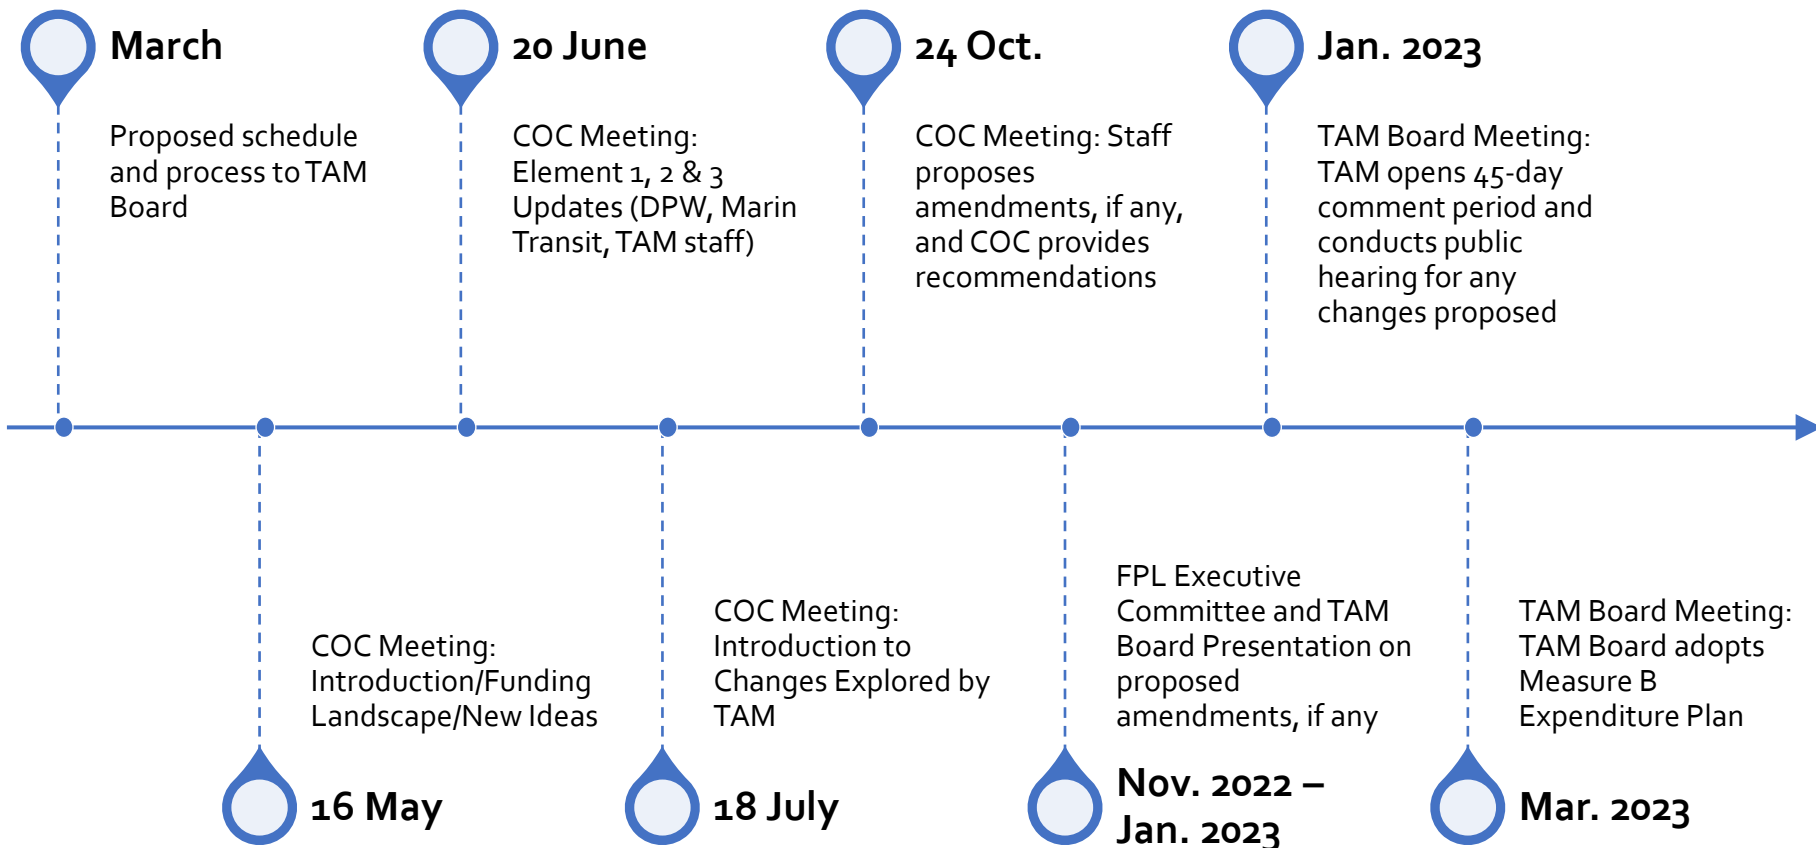 March
Proposed schedule
and process to TAM
Board
20 June
COC Meeting:
Element 1, 2 & 3
Updates (DPW, Marin
Transit, TAM staff)
24 Oct.
COC Meeting: Staff
proposes
amendments, if any,
and COC provides
recommendations
Jan. 2023
TAM Board Meeting:
TAM opens 45-day
comment period and
conducts public
hearing for any
changes proposed
COC Meeting:
Introduction/Funding
Landscape/New Ideas
16 May
COC Meeting:
Introduction to
Changes Explored by
TAM
18 July
FPL Executive
Committee and TAM
Board Presentation on
proposed
amendments, if any
Nov. 2022 –
Jan. 2023
TAM Board Meeting:
TAM Board adopts
Measure B
Expenditure Plan
Mar. 2023